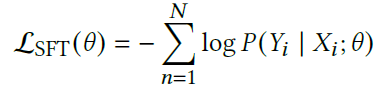 𝓛_SFT(θ) = − ∑_{n=1}^{N} log P(Y_i | X_i; θ)